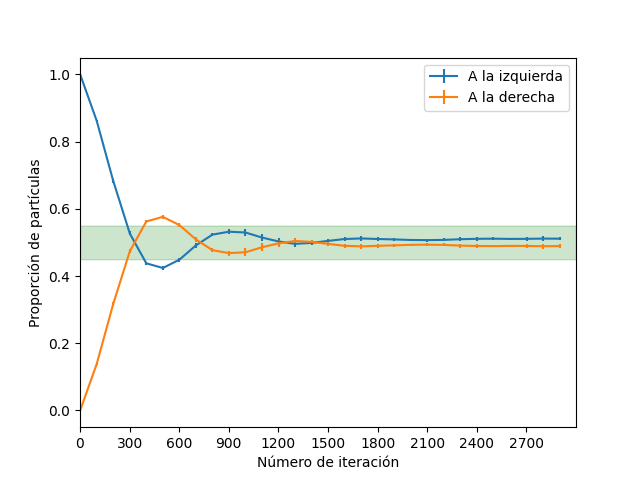 A la izquierda
A la derecha
1.0
0.8
0.6
0.4
0.2
0.0
Proporción de partículas
0 300 600 900 1200 1500 1800 2100 2400 2700
Número de iteración